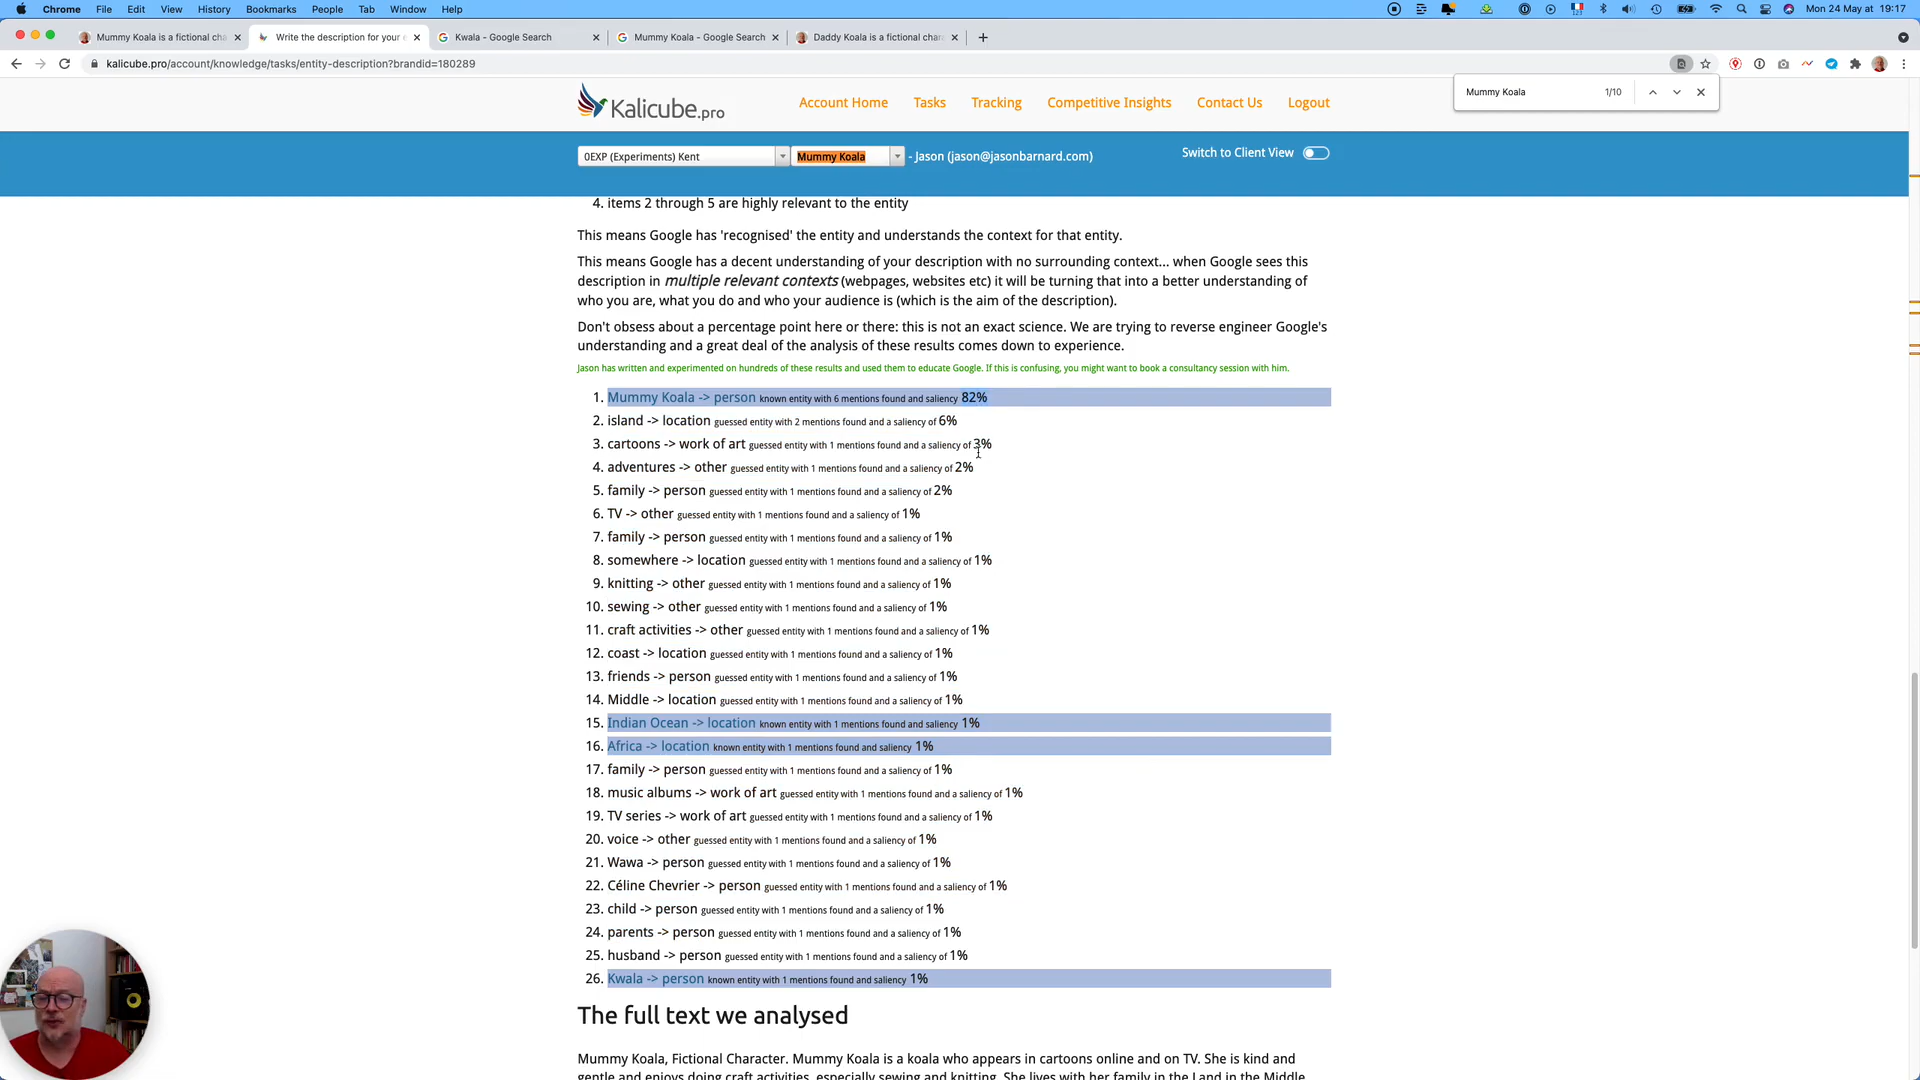 Chrome File Edit View History Bookmarks People Tab Window Help Mon 24 May at 19:17
Mummy Koala is a fictional cha Write the description for your e Kwala - Google Search Mummy Koala - Google Search Daddy Koala is a fictional char
kalicube.pro/account/knowledge/tasks/entity-description?brandid=180289
Mummy Koala 1/10
Kalicube.pro Account Home Tasks Tracking Competitive Insights Contact Us Logout
0EXP (Experiments) Kent Mummy Koala - Jason (jason@jasonbarnard.com) Switch to Client View
4. items 2 through 5 are highly relevant to the entity
This means Google has 'recognised' the entity and understands the context for that entity.
This means Google has a decent understanding of your description with no surrounding context... when Google sees this
description in multiple relevant contexts (webpages, websites etc) it will be turning that into a better understanding of
who you are, what you do and who your audience is (which is the aim of the description).
Don't obsess about a percentage point here or there: this is not an exact science. We are trying to reverse engineer Google's
understanding and a great deal of the analysis of these results comes down to experience.
Jason has written and experimented on hundreds of these results and used them to educate Google. If this is confusing, you might want to book a consultancy session with him.
1. Mummy Koala -> person known entity with 6 mentions found and saliency 82%
2. island -> location guessed entity with 2 mentions found and a saliency of 6%
3. cartoons -> work of art guessed entity with 1 mentions found and a saliency of 3%
4. adventures -> other guessed entity with 1 mentions found and a saliency of 2%
5. family -> person guessed entity with 1 mentions found and a saliency of 2%
6. TV -> other guessed entity with 1 mentions found and a saliency of 1%
7. family -> person guessed entity with 1 mentions found and a saliency of 1%
8. somewhere -> location guessed entity with 1 mentions found and a saliency of 1%
9. knitting -> other guessed entity with 1 mentions found and a saliency of 1%
10. sewing -> other guessed entity with 1 mentions found and a saliency of 1%
11. craft activities -> other guessed entity with 1 mentions found and a saliency of 1%
12. coast -> location guessed entity with 1 mentions found and a saliency of 1%
13. friends -> person guessed entity with 1 mentions found and a saliency of 1%
14. Middle -> location guessed entity with 1 mentions found and a saliency of 1%
15. Indian Ocean -> location known entity with 1 mentions found and saliency 1%
16. Africa -> location known entity with 1 mentions found and saliency 1%
17. family -> person guessed entity with 1 mentions found and a saliency of 1%
18. music albums -> work of art guessed entity with 1 mentions found and a saliency of 1%
19. TV series -> work of art guessed entity with 1 mentions found and a saliency of 1%
20. voice -> other guessed entity with 1 mentions found and a saliency of 1%
21. Wawa -> person guessed entity with 1 mentions found and a saliency of 1%
22. Céline Chevrier -> person guessed entity with 1 mentions found and a saliency of 1%
23. child -> person guessed entity with 1 mentions found and a saliency of 1%
24. parents -> person guessed entity with 1 mentions found and a saliency of 1%
25. husband -> person guessed entity with 1 mentions found and a saliency of 1%
26. Kwala -> person known entity with 1 mentions found and saliency 1%
The full text we analysed
Mummy Koala, Fictional Character. Mummy Koala is a koala who appears in cartoons online and on TV. She is kind and
gentle and enjoys doing craft activities, especially sewing and knitting. She lives with her family in the Land in the Middle